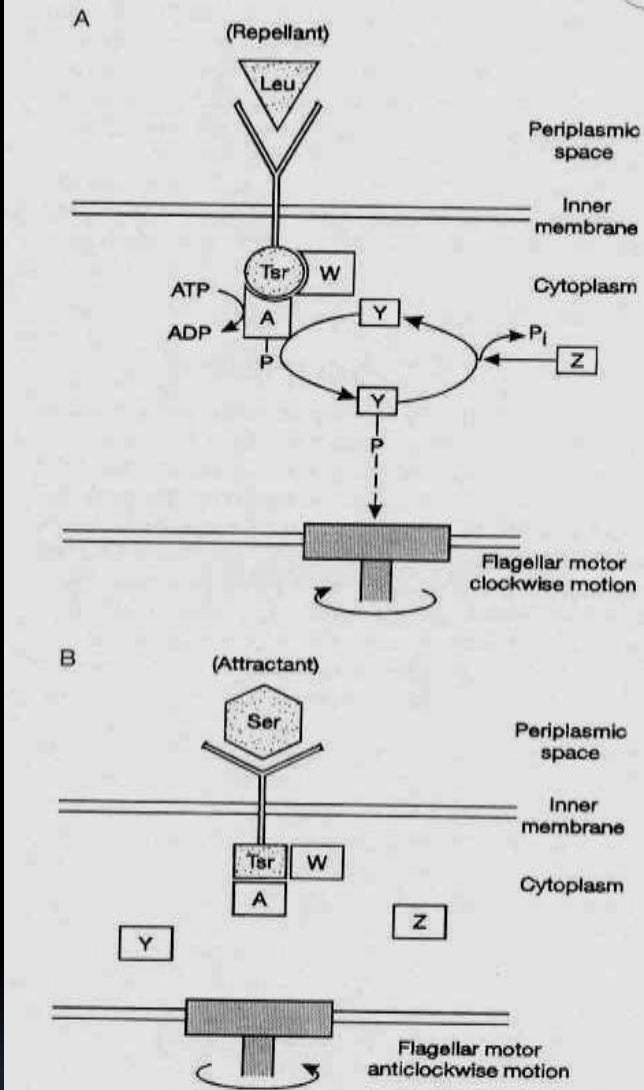 A
(Repellant)
Leu
Periplasmic
space
Inner
membrane
Tsr
W
Cytoplasm
ATP
A
Y
Pi
ADP
P
Z
Y
P
Flagellar motor
clockwise motion
B
(Attractant)
Ser
Periplasmic
space
Inner
membrane
Tsr
W
Cytoplasm
A
Z
Y
Flagellar motor
anticlockwise motion